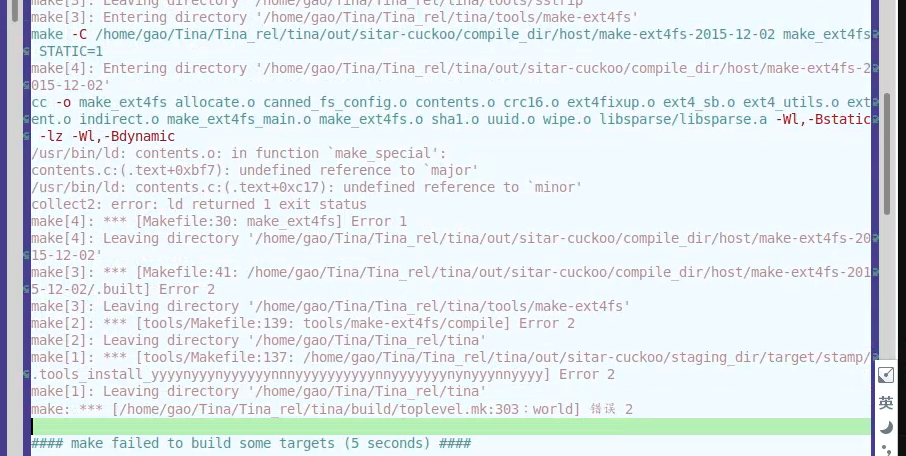 make[3]: Leaving directory '/home/gao/Tina/Tina_rel/tina/tools/sstrip'
make[3]: Entering directory '/home/gao/Tina/Tina_rel/tina/tools/make-ext4fs'
make -C /home/gao/Tina/Tina_rel/tina/out/sitar-cuckoo/compile_dir/host/make-ext4fs-2015-12-02 make_ext4fs
STATIC=1
make[4]: Entering directory '/home/gao/Tina/Tina_rel/tina/out/sitar-cuckoo/compile_dir/host/make-ext4fs-2
015-12-02'
cc -o make_ext4fs allocate.o canned_fs_config.o contents.o crc16.o ext4fixup.o ext4_sb.o ext4_utils.o ext
ent.o indirect.o make_ext4fs_main.o make_ext4fs.o sha1.o uuid.o wipe.o libsparse/libsparse.a -Wl,-Bstatic
-lz -Wl,-Bdynamic
/usr/bin/ld: contents.o: in function `make_special':
contents.c:(.text+0xbf7): undefined reference to `major'
/usr/bin/ld: contents.c:(.text+0xc17): undefined reference to `minor'
collect2: error: ld returned 1 exit status
make[4]: *** [Makefile:30: make_ext4fs] Error 1
make[4]: Leaving directory '/home/gao/Tina/Tina_rel/tina/out/sitar-cuckoo/compile_dir/host/make-ext4fs-20
15-12-02'
make[3]: *** [Makefile:41: /home/gao/Tina/Tina_rel/tina/out/sitar-cuckoo/compile_dir/host/make-ext4fs-201
5-12-02/.built] Error 2
make[3]: Leaving directory '/home/gao/Tina/Tina_rel/tina/tools/make-ext4fs'
make[2]: *** [tools/Makefile:139: tools/make-ext4fs/compile] Error 2
make[2]: Leaving directory '/home/gao/Tina/Tina_rel/tina'
make[1]: *** [tools/Makefile:137: /home/gao/Tina/Tina_rel/tina/out/sitar-cuckoo/staging_dir/target/stamp/
.tools_install_yyyynyyynyyyyyynnnyyyyyyyyyynnyyyyyyynynyyynnyyyy] Error 2
make[1]: Leaving directory '/home/gao/Tina/Tina_rel/tina'
make: *** [/home/gao/Tina/Tina_rel/tina/build/toplevel.mk:303：world] 错误 2
#### make failed to build some targets (5 seconds) ####
英